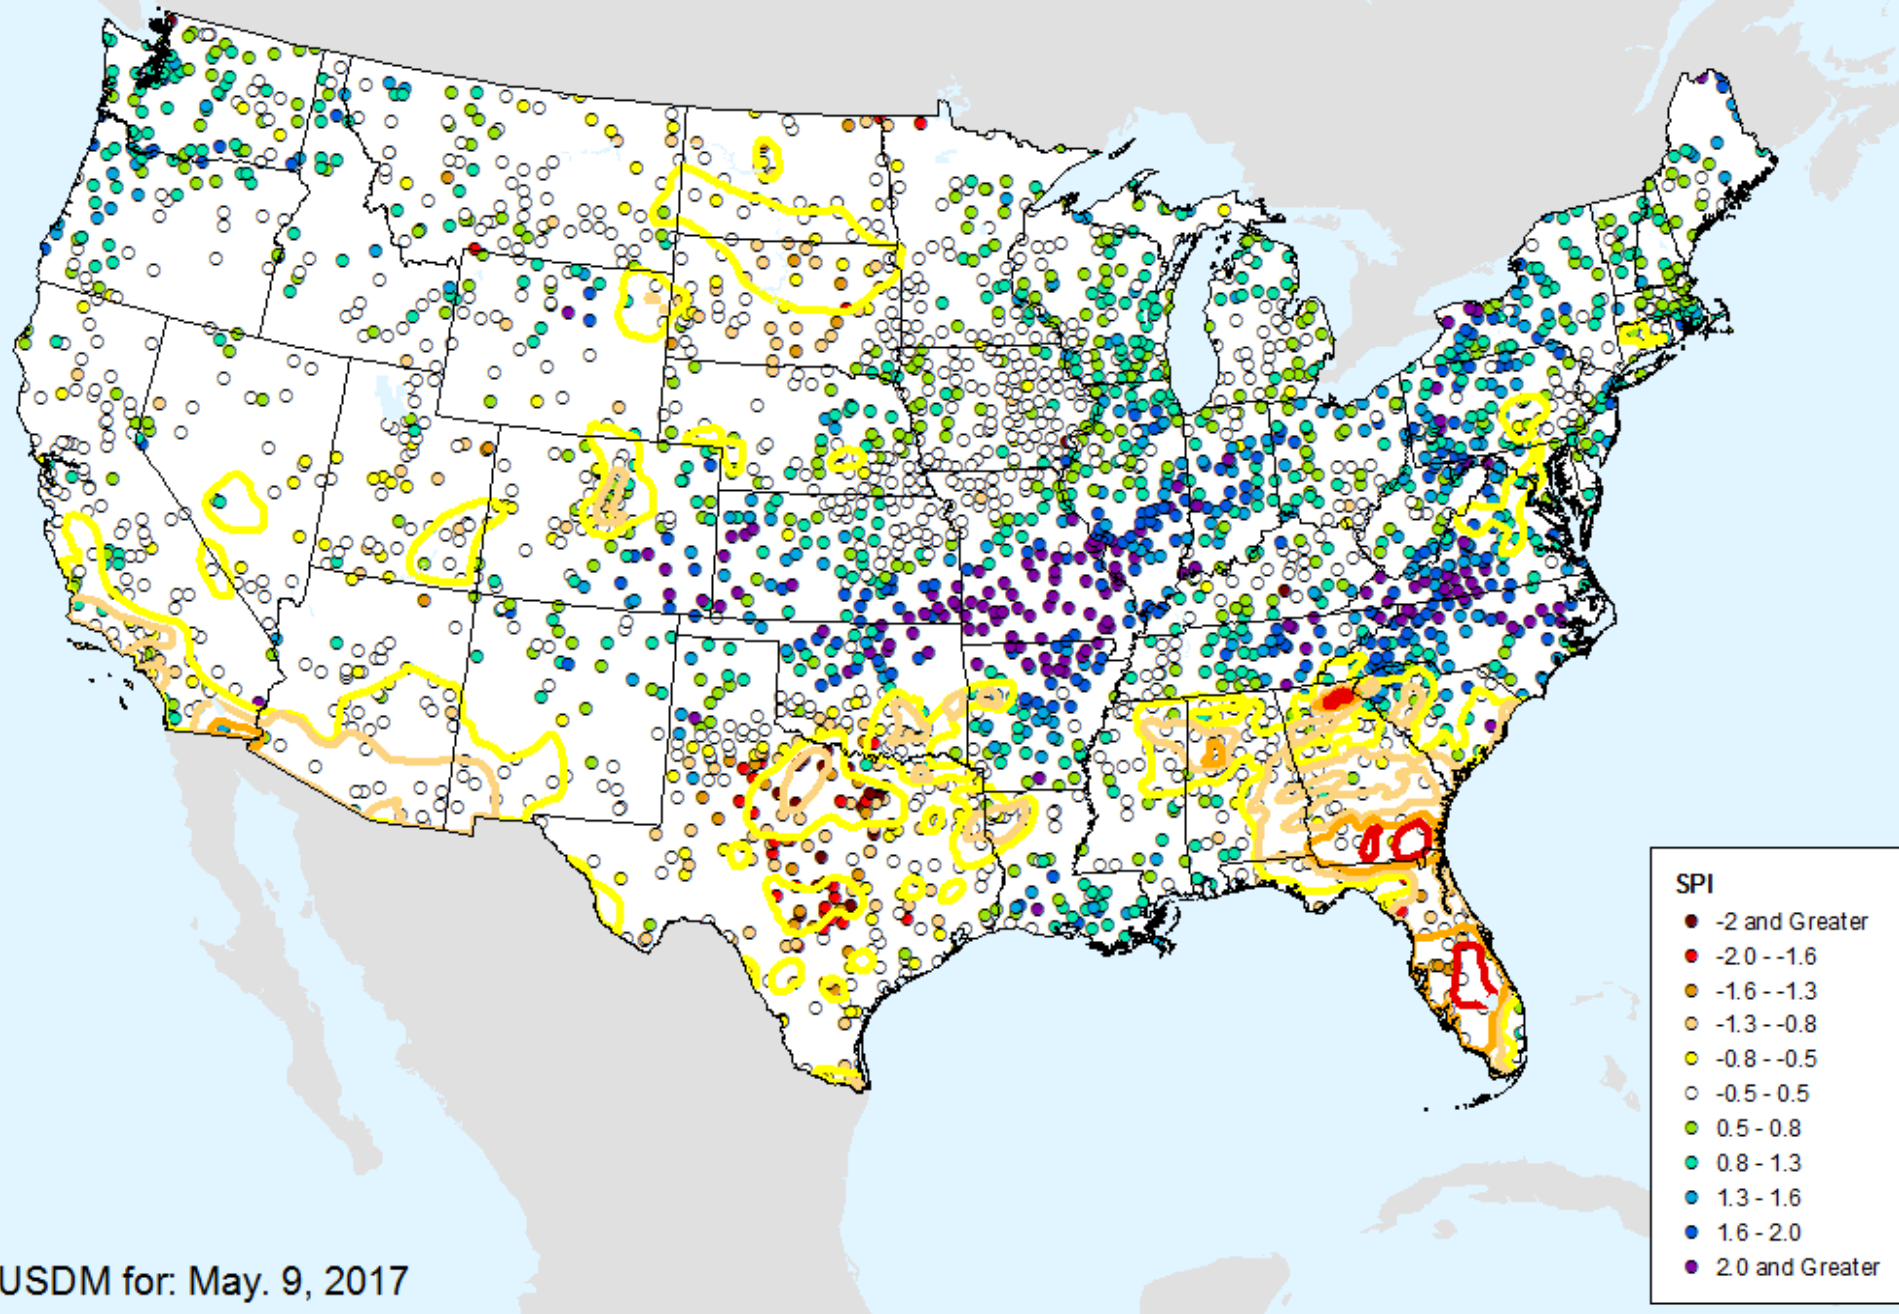 SPI
-2 and Greater
-2.0 - -1.6
-1.6 - -1.3
-1.3 - -0.8
-0.8 - -0.5
-0.5 - 0.5
0.5 - 0.8
0.8 - 1.3
1.3 - 1.6
1.6 - 2.0
2.0 and Greater
USDM for: May. 9, 2017